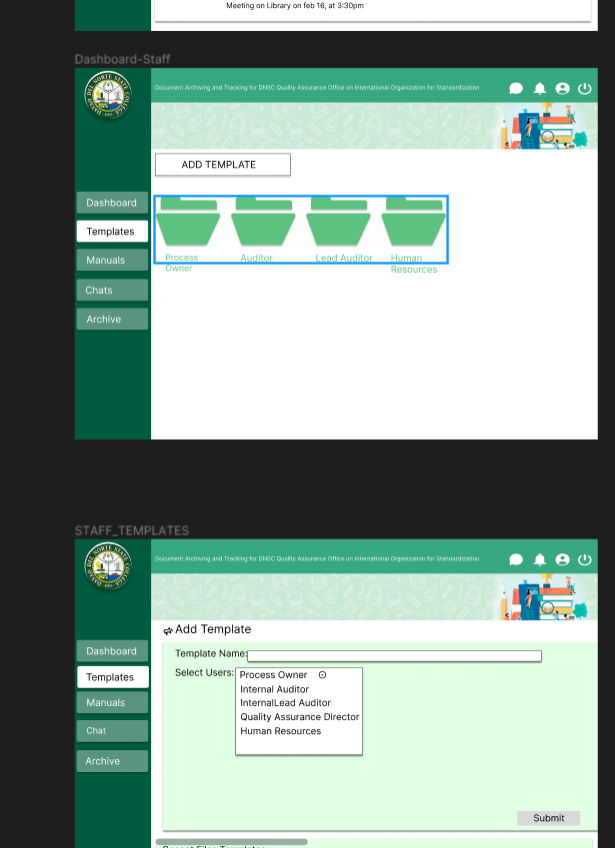 Meeting on Library on feb 16, at 3:30pm
Dashboard-Staff
Document Archiving and Tracking for DNSC Quality Assurance Office on International Organization for Standardization
ADD TEMPLATE
Dashboard
Templates
Manuals
Chats
Archive
Process
Owner
Auditor
Lead Auditor
Human
Resources
STAFF_TEMPLATES
Document Archiving and Tracking for DNSC Quality Assurance Office on International Organization for Standardization
Add Template
Template Name:
Select Users:
Process Owner
Internal Auditor
InternalLead Auditor
Quality Assurance Director
Human Resources
Dashboard
Templates
Manuals
Chat
Archive
Submit
Recent Files Templates